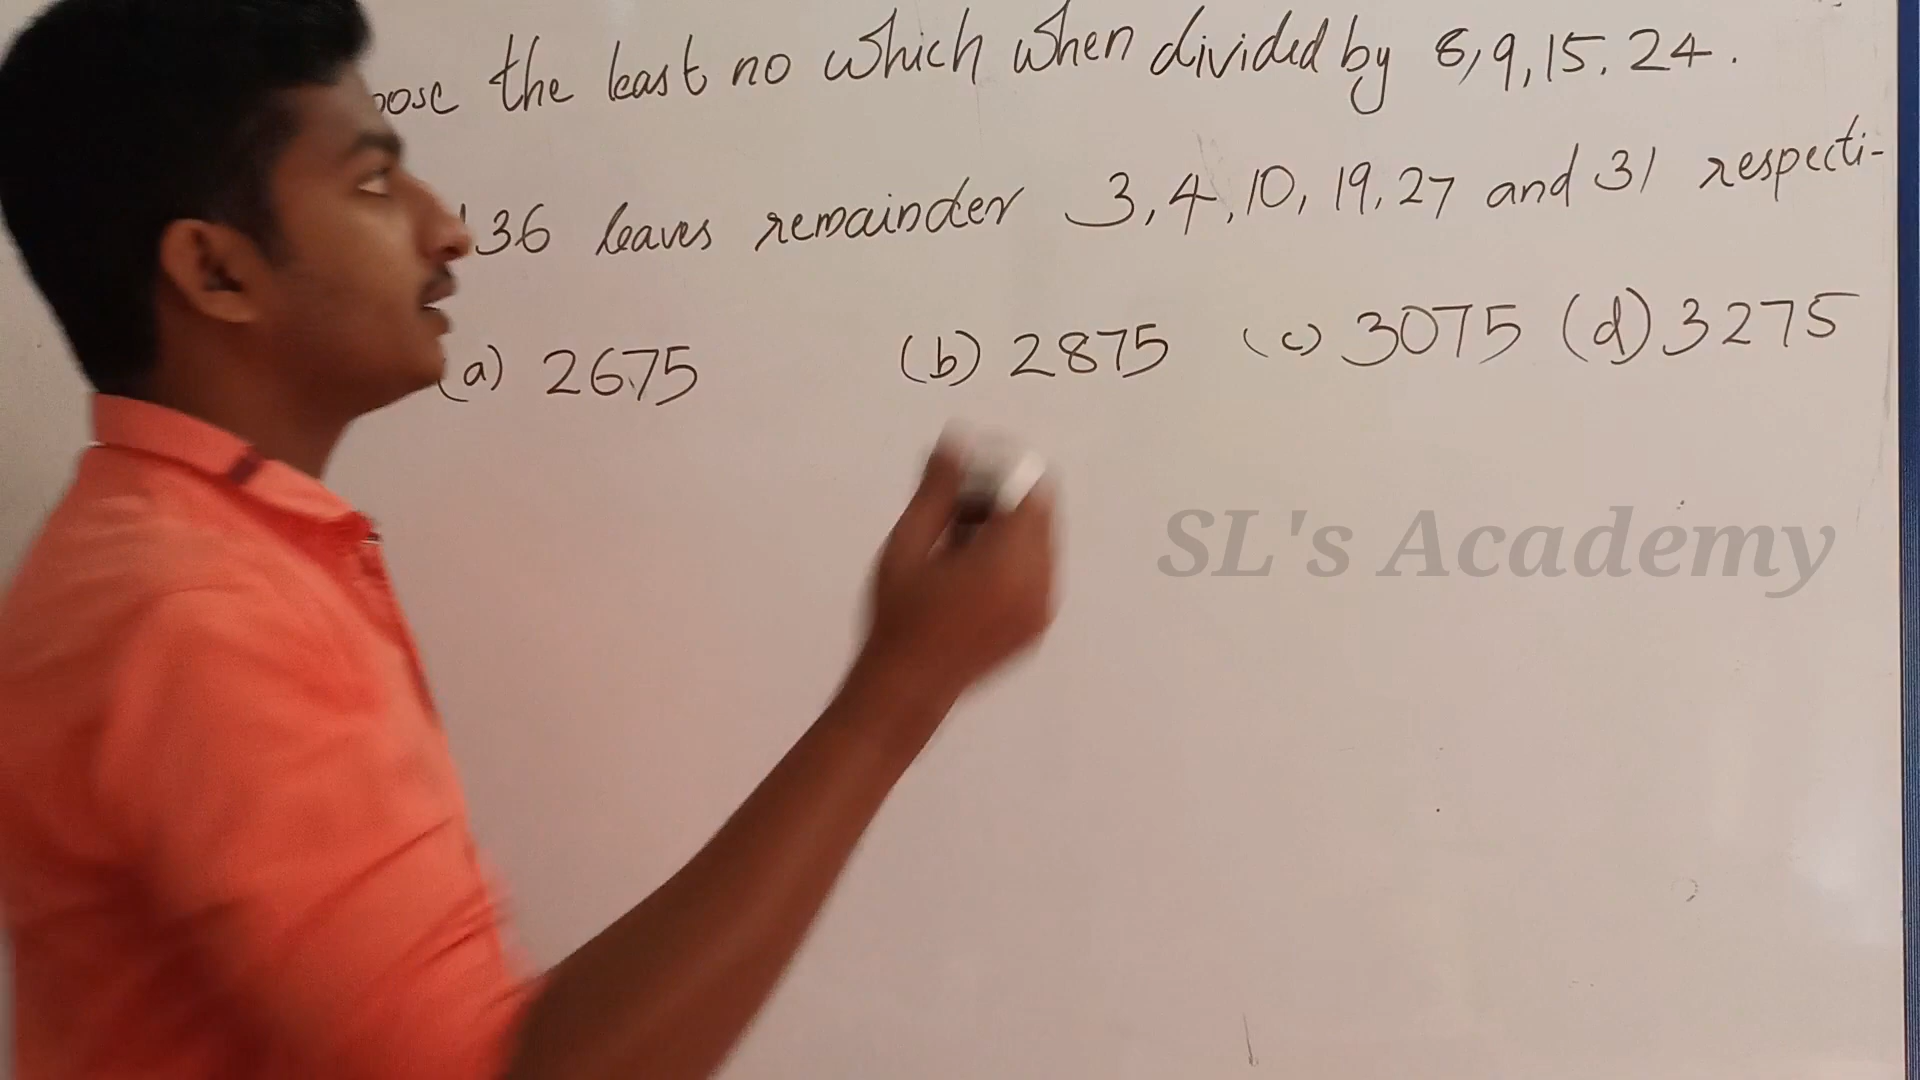 the least no which when divided by 8, 9, 15, 24.
36 leaves remainder 3, 4, 10, 19, 27 and 31 respecti-
(a) 2675 (b) 2875 (c) 3075 (d) 3275
SL's Academy